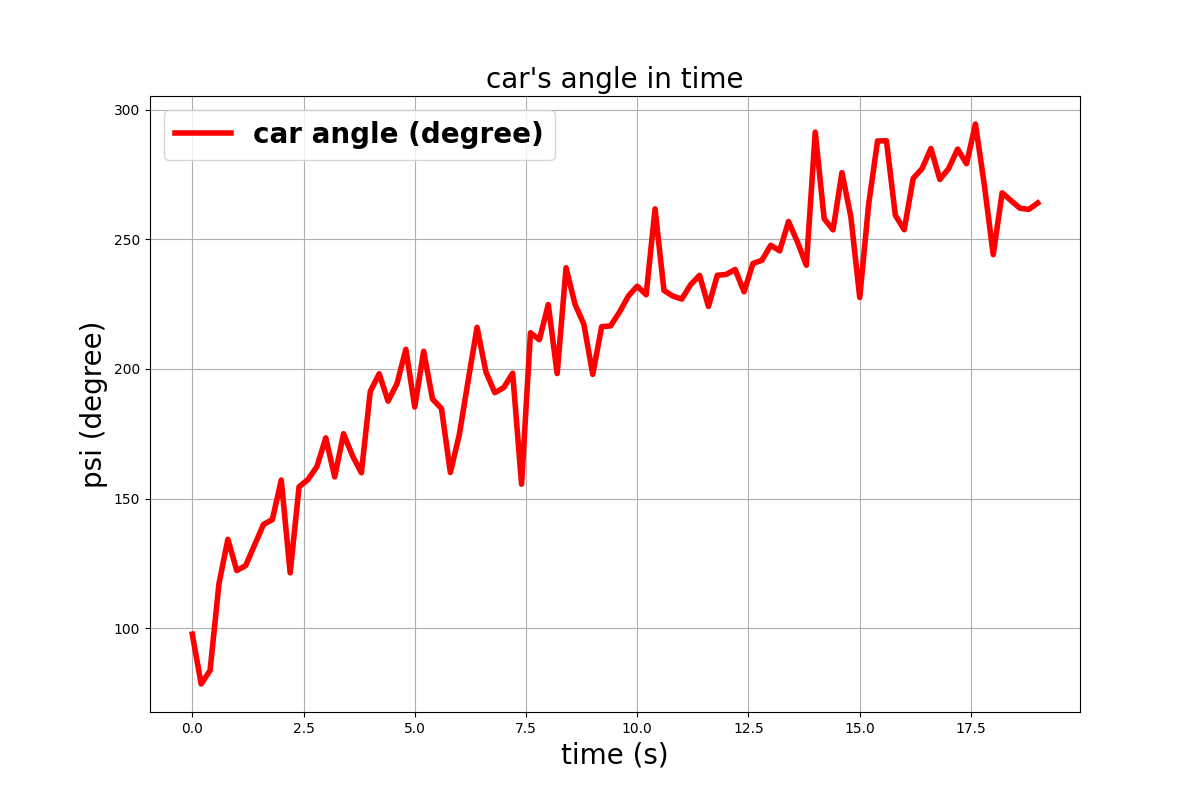 car's angle in time
car angle (degree)
psi (degree)
300
250
200
150
100
0.0 2.5 5.0 7.5 10.0 12.5 15.0 17.5
time (s)